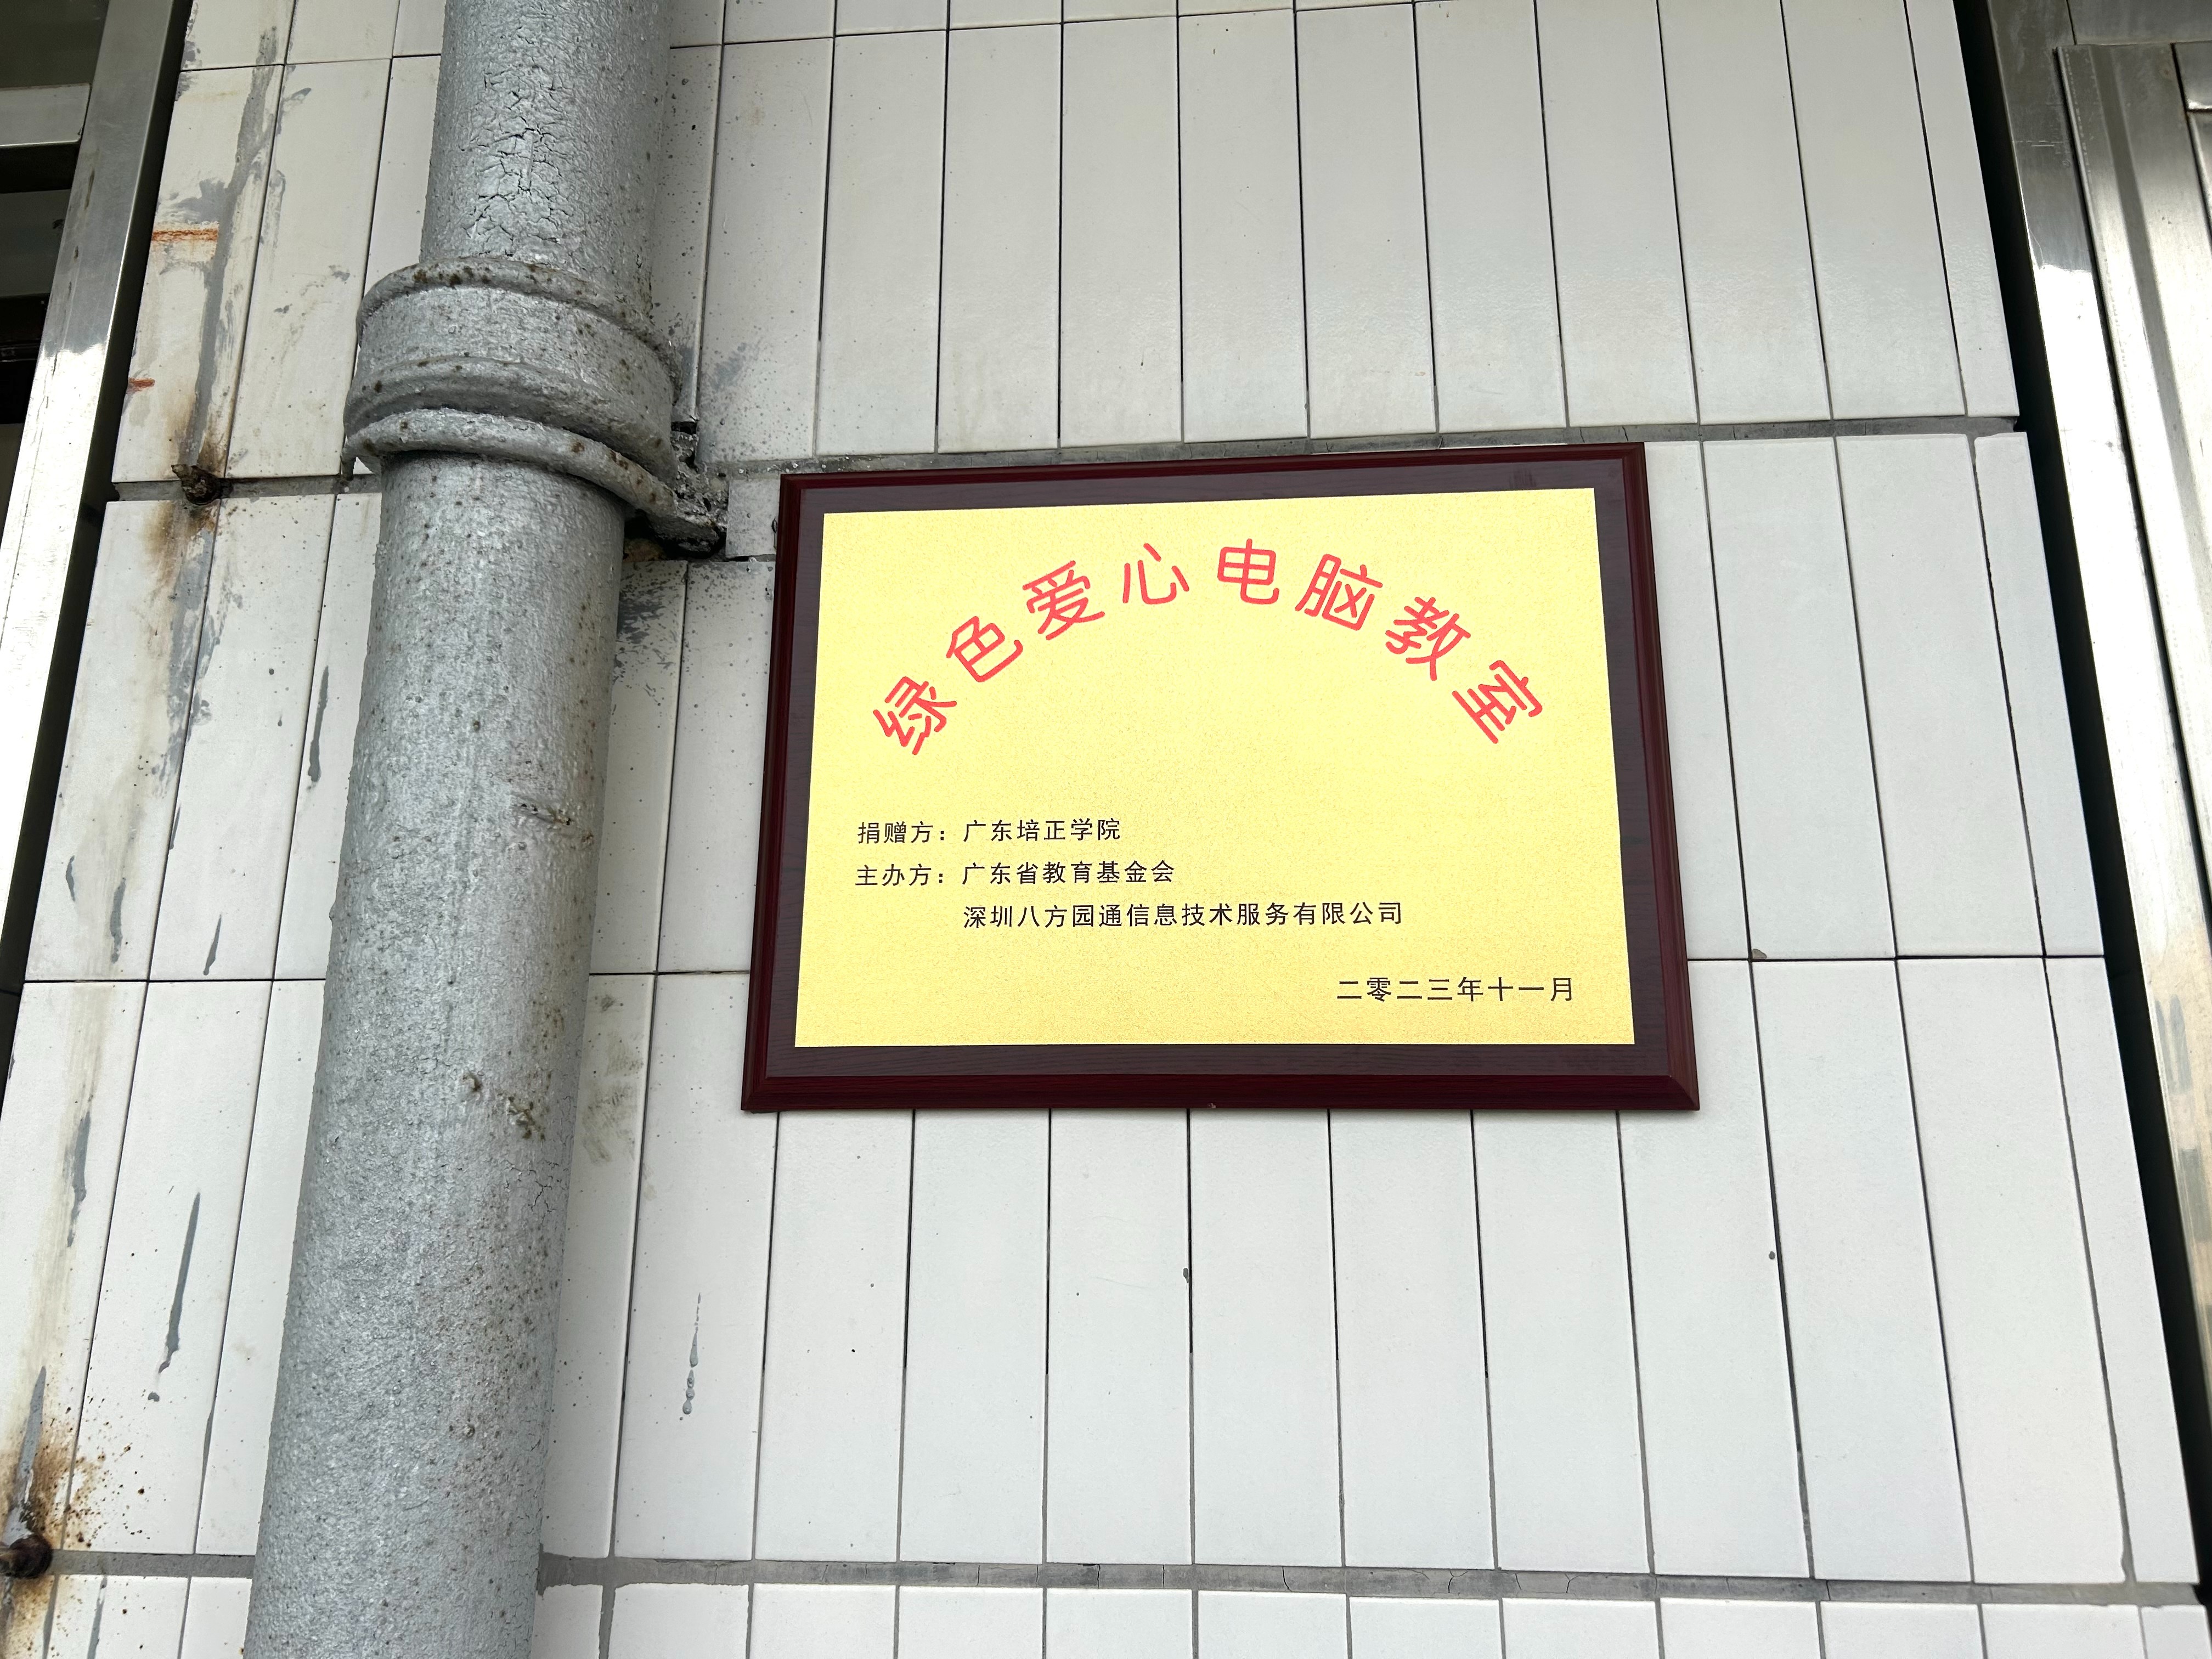 绿色爱心电脑教室
捐赠方：广东培正学院
主办方：广东省教育基金会
深圳八方园通信息技术服务有限公司
二零二三年十一月